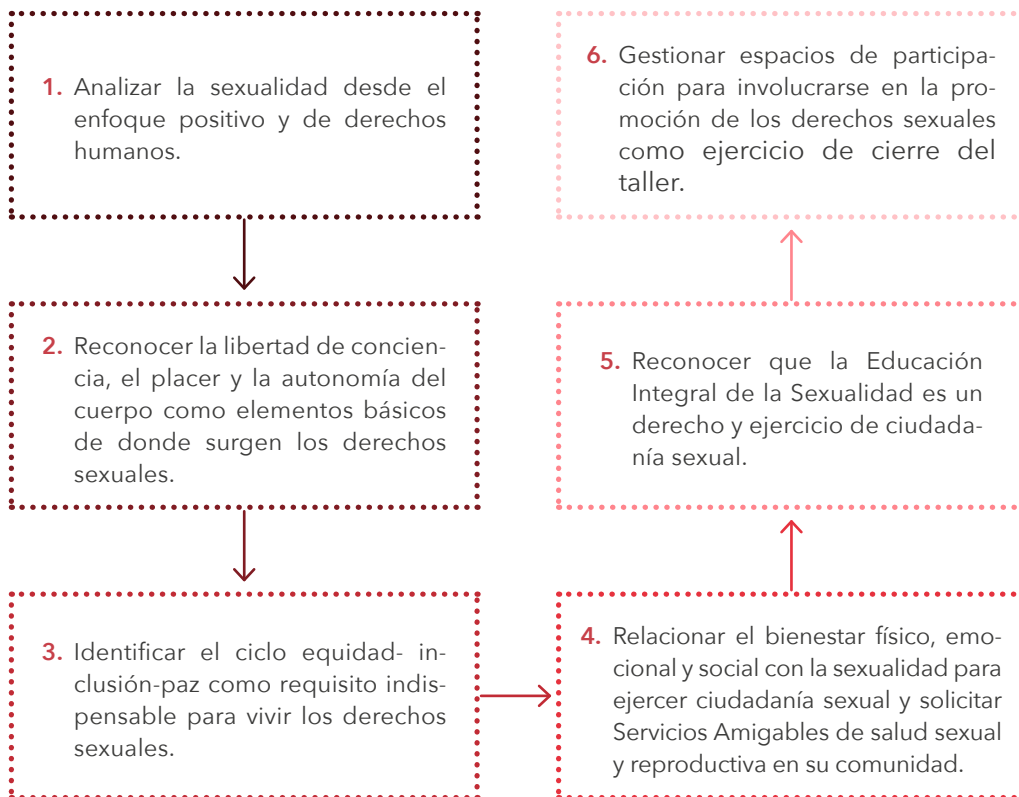 1. Analizar la sexualidad desde el
enfoque positivo y de derechos
humanos.
2. Reconocer la libertad de concien-
cia, el placer y la autonomía del
cuerpo como elementos básicos
de donde surgen los derechos
sexuales.
3. Identificar el ciclo equidad- in-
clusión-paz como requisito indis-
pensable para vivir los derechos
sexuales.
4. Relacionar el bienestar físico, emo-
cional y social con la sexualidad para
ejercer ciudadanía sexual y solicitar
Servicios Amigables de salud sexual
y reproductiva en su comunidad.
5. Reconocer que la Educación
Integral de la Sexualidad es un
derecho y ejercicio de ciudada-
nía sexual.
6. Gestionar espacios de participa-
ción para involucrarse en la pro-
moción de los derechos sexuales
como ejercicio de cierre del
taller.